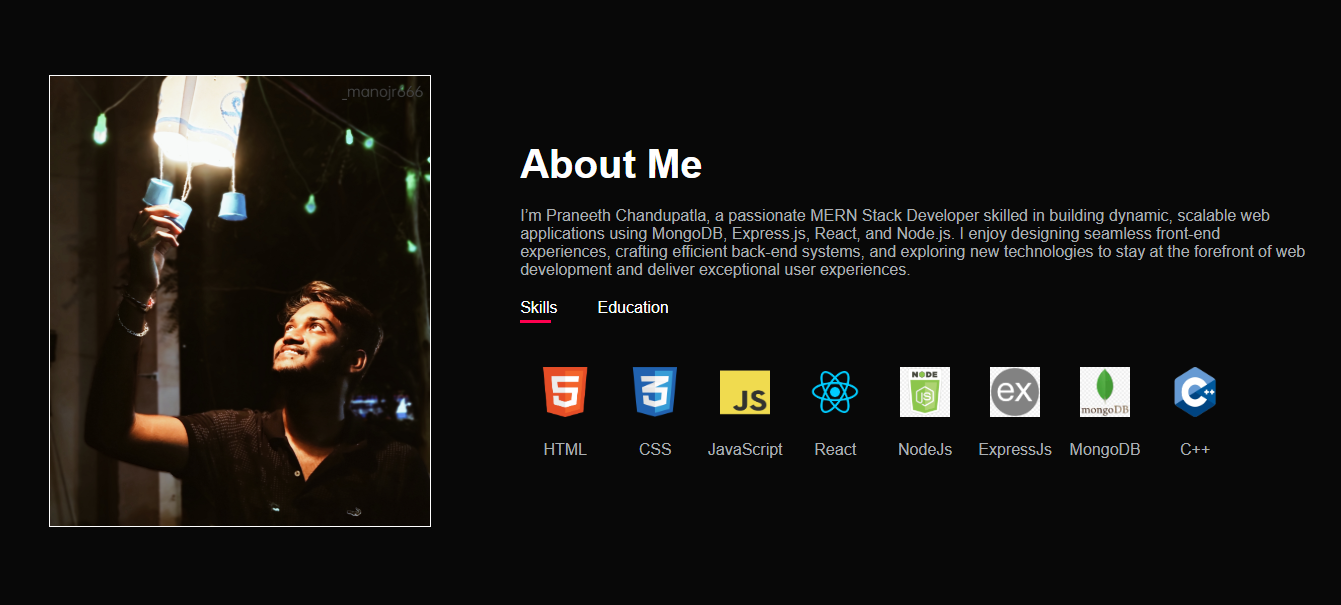 _manojr666
About Me
I'm Praneeth Chandupatla, a passionate MERN Stack Developer skilled in building dynamic, scalable web
applications using MongoDB, Express.js, React, and Node.js. I enjoy designing seamless front-end
experiences, crafting efficient back-end systems, and exploring new technologies to stay at the forefront of web
development and deliver exceptional user experiences.
Skills Education
5 3 JS NODE JS ex mongoDB C++
HTML CSS JavaScript React NodeJs ExpressJs MongoDB C++